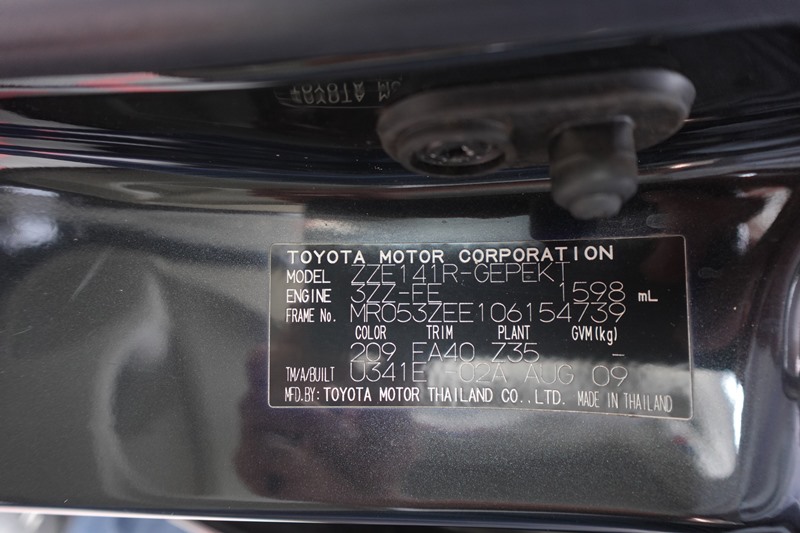 TOYOTA MOTOR CORPORATION
MODEL ZZE141R-GEPEKT
ENGINE 3ZZ-FE 1598 mL
FRAME No. MR053ZEE106154739
COLOR TRIM PLANT GVM(kg)
209 FA40 Z35 -
TM/A/BUILT U341E -02A AUG 09
MFD.BY: TOYOTA MOTOR THAILAND CO.,LTD. MADE IN THAILAND